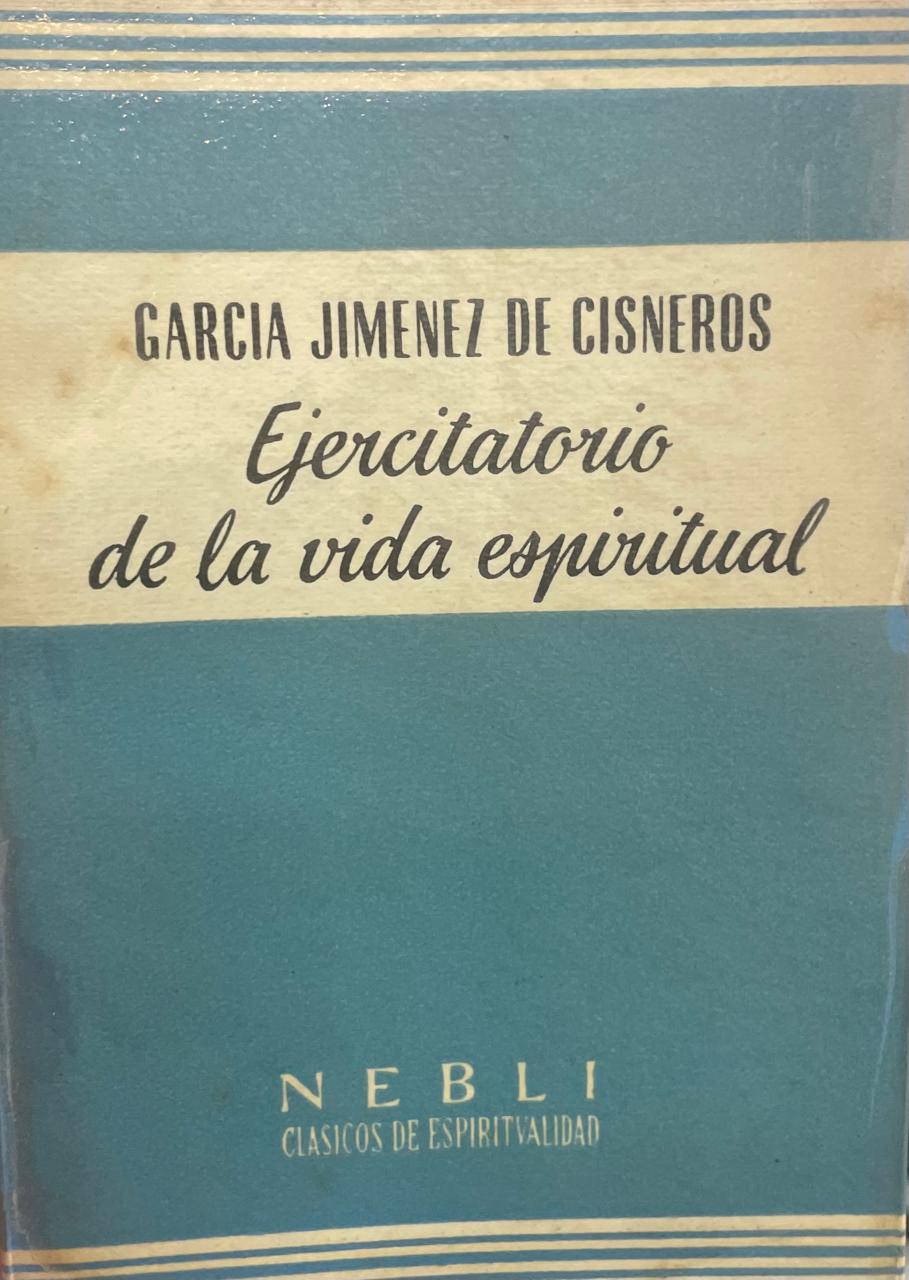 GARCIA JIMENEZ DE CISNEROS
Ejercitatorio
de la vida espiritual
NEBLI
CLASICOS DE ESPIRITVALIDAD